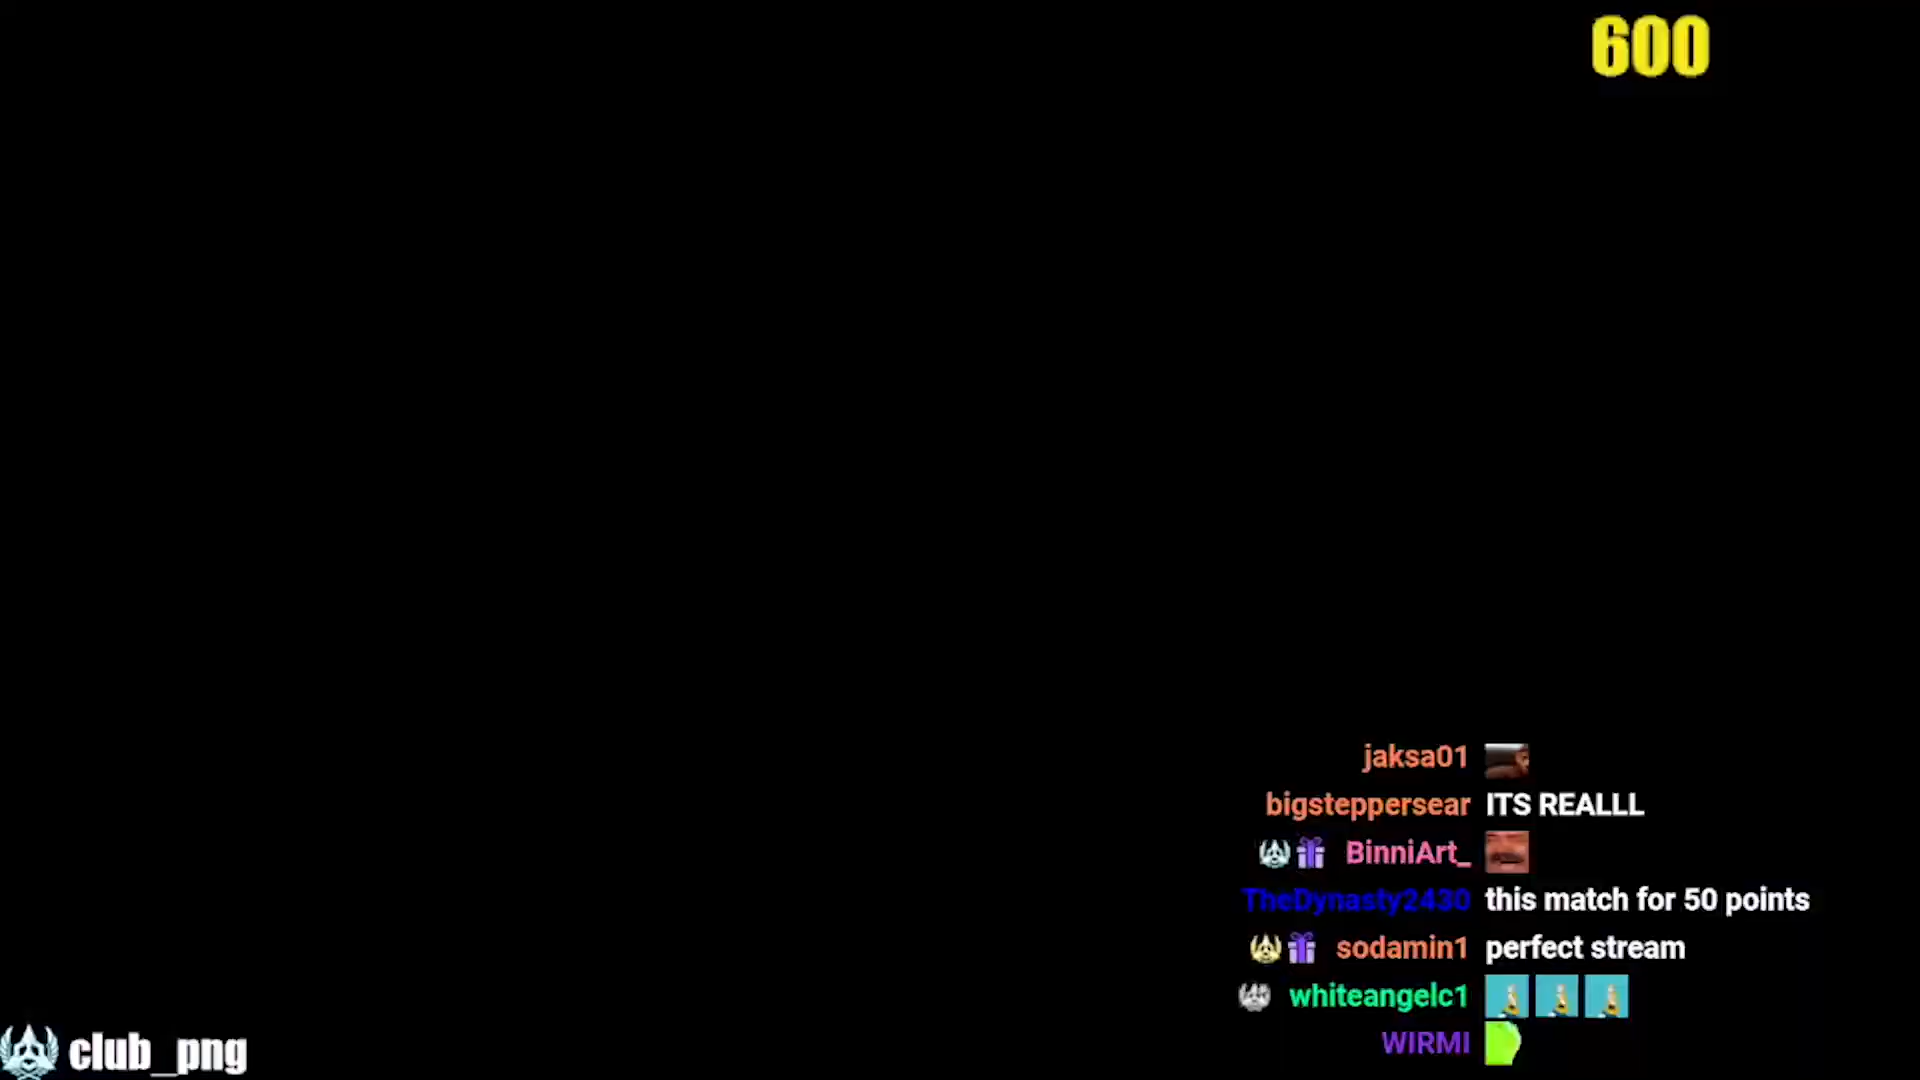 600
jaksa01
bigsteppersear ITS REALLL
BinniArt_
TheDynasty2430 this match for 50 points
sodamin1 perfect stream
whiteangelc1
WIRMI
club_png